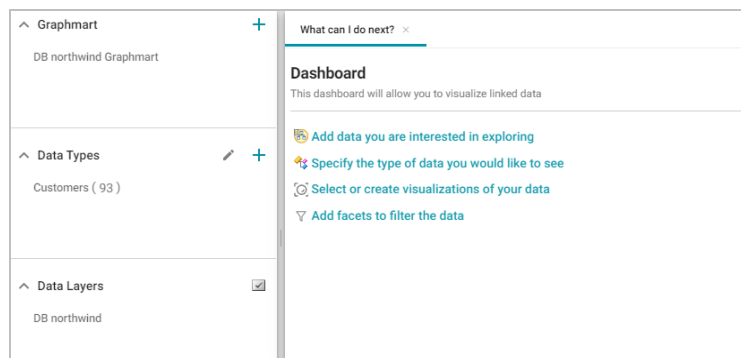 Graphmart
DB northwind Graphmart
Data Types
Customers ( 93 )
Data Layers
DB northwind
What can I do next?
Dashboard
This dashboard will allow you to visualize linked data
Add data you are interested in exploring
Specify the type of data you would like to see
Select or create visualizations of your data
Add facets to filter the data